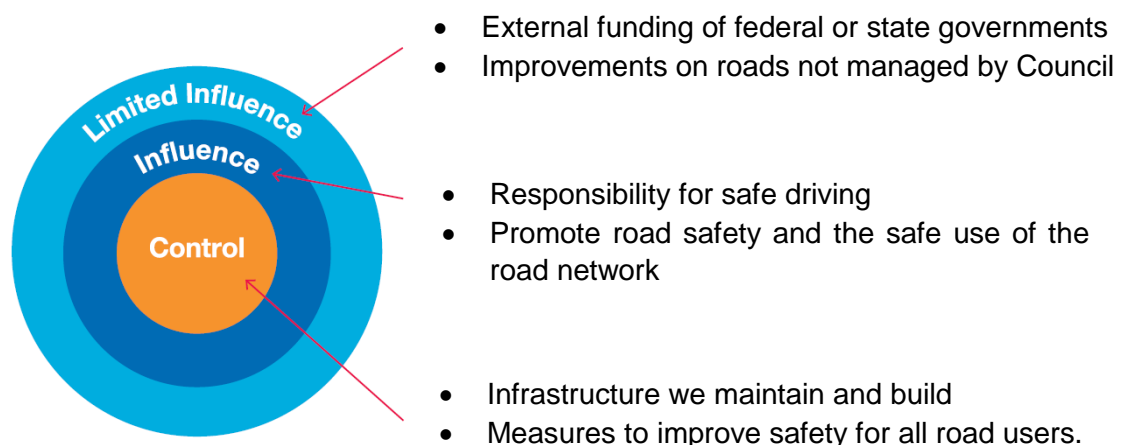 • External funding of federal or state governments
• Improvements on roads not managed by Council
Limited Influence
Influence
• Responsibility for safe driving
• Promote road safety and the safe use of the
road network
Control
• Infrastructure we maintain and build
• Measures to improve safety for all road users.